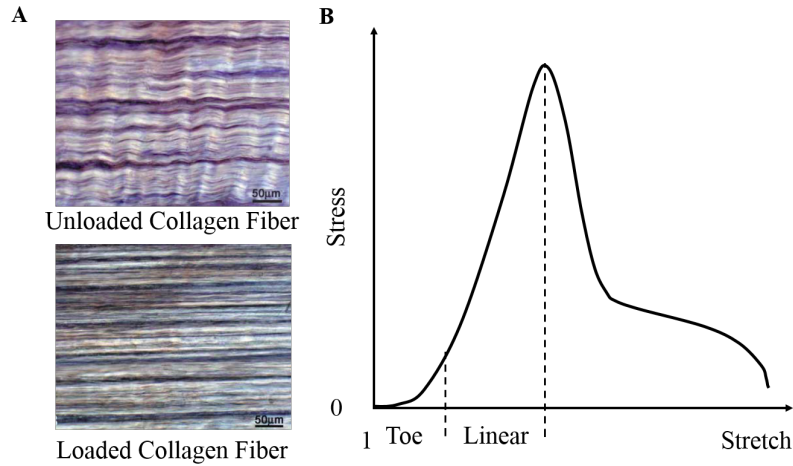 A
50µm
Unloaded Collagen Fiber
50µm
Loaded Collagen Fiber
B
Stress
0
1 Toe Linear Stretch